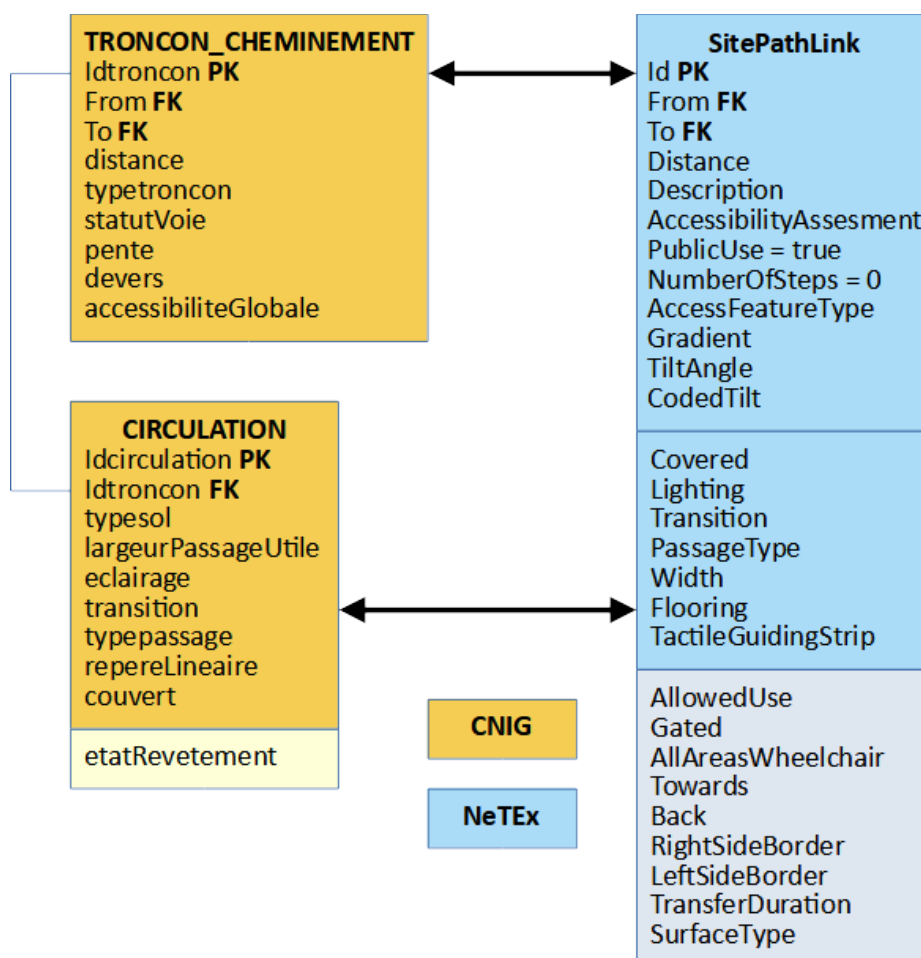 TRONCON_CHEMINEMENT
Idtroncon PK
From FK
To FK
distance
typetroncon
statutVoie
pente
devers
accessibiliteGlobale
CIRCULATION
Idcirculation PK
Idtroncon FK
typesol
largeurPassageUtile
eclairage
transition
typepassage
repereLineaire
couvert
etatRevetement
CNIG
NeTEx
SitePathLink
Id PK
From FK
To FK
Distance
Description
AccessibilityAssesment
PublicUse = true
NumberOfSteps = 0
AccessFeatureType
Gradient
TiltAngle
CodedTilt
Covered
Lighting
Transition
PassageType
Width
Flooring
TactileGuidingStrip
AllowedUse
Gated
AllAreasWheelchair
Towards
Back
RightSideBorder
LeftSideBorder
TransferDuration
SurfaceType